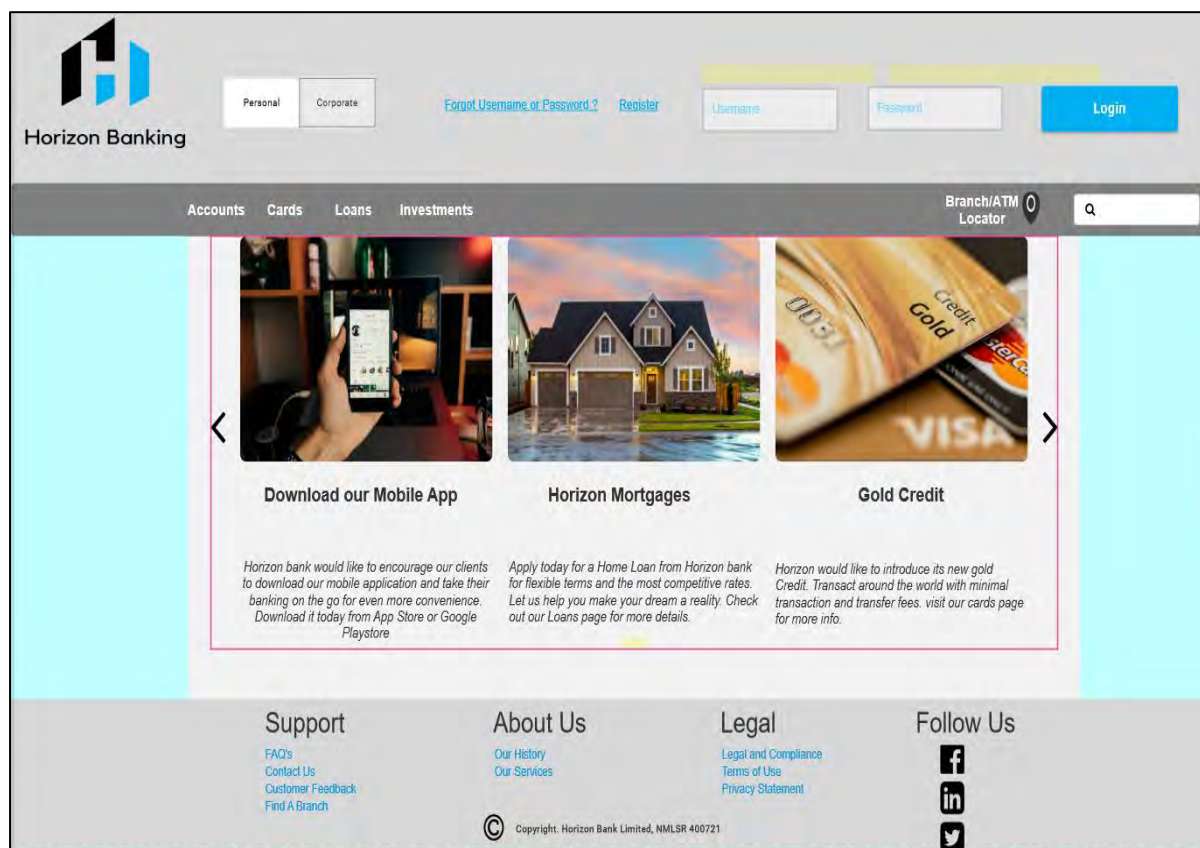 Horizon Banking
Personal
Corporate
Forgot Username or Password ?
Register
Username
Password
Login
Accounts
Cards
Loans
Investments
Branch/ATM
Locator
Credit
Gold
VISA
Download our Mobile App
Horizon bank would like to encourage our clients
to download our mobile application and take their
banking on the go for even more convenience.
Download it today from App Store or Google
Playstore
Horizon Mortgages
Apply today for a Home Loan from Horizon bank
for flexible terms and the most competitive rates.
Let us help you make your dream a reality. Check
out our Loans page for more details.
Gold Credit
Horizon would like to introduce its new gold
Credit. Transact around the world with minimal
transaction and transfer fees. visit our cards page
for more info.
Support
FAQ's
Contact Us
Customer Feedback
Find A Branch
About Us
Our History
Our Services
Legal
Legal and Compliance
Terms of Use
Privacy Statement
Follow Us
f
in
© Copyright. Horizon Bank Limited, NMLSR 400721